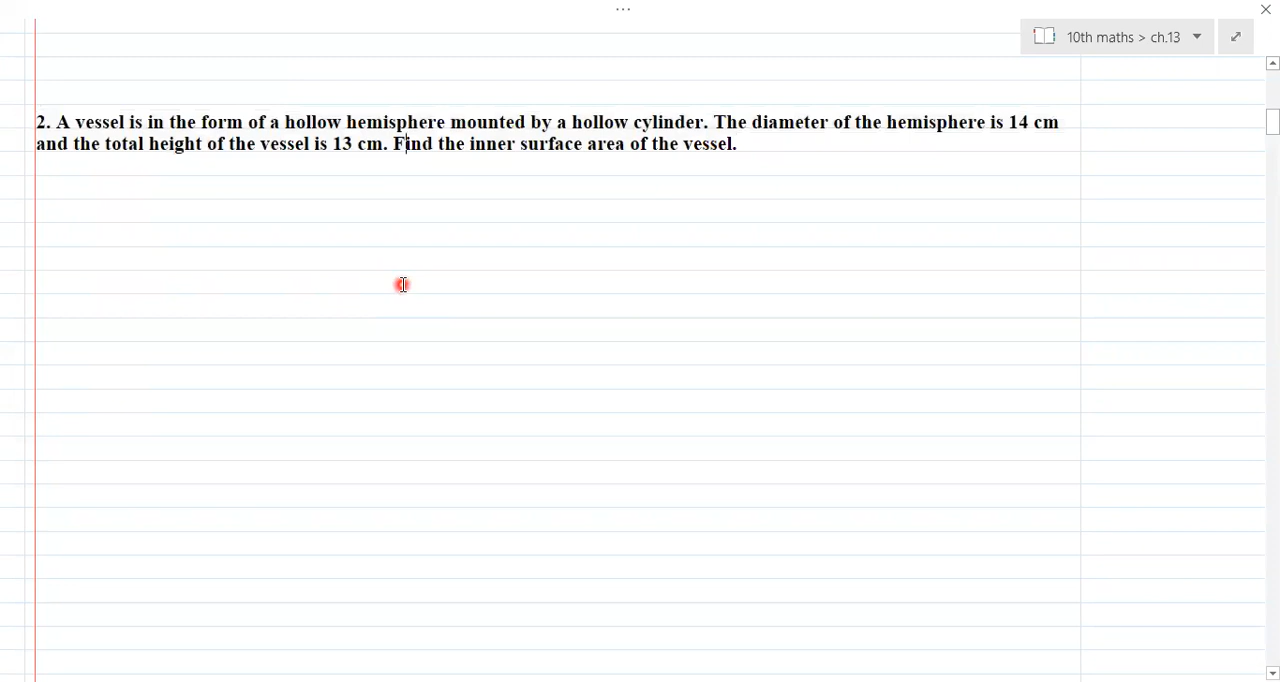 10th maths > ch.13
2. A vessel is in the form of a hollow hemisphere mounted by a hollow cylinder. The diameter of the hemisphere is 14 cm
and the total height of the vessel is 13 cm. Find the inner surface area of the vessel.